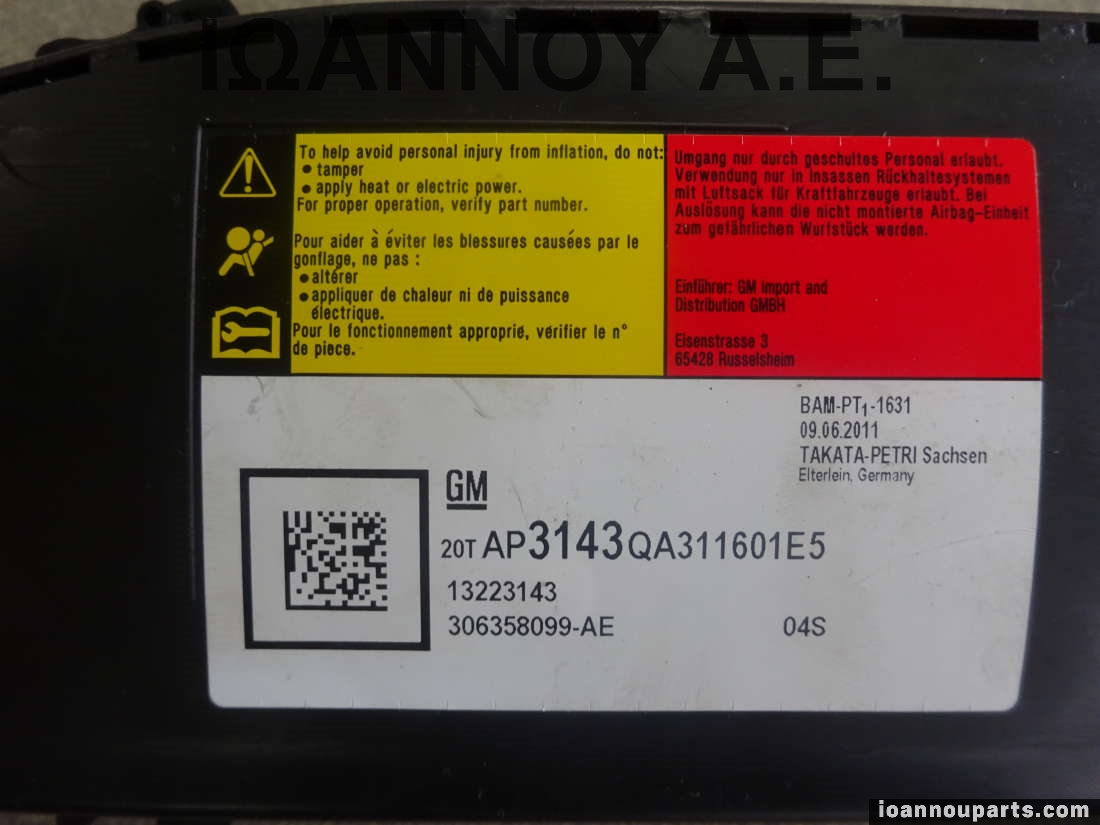 ΙΩΑΝΝΟΥ Α.Ε.
To help avoid personal injury from inflation, do not:
• tamper
• apply heat or electric power.
For proper operation, verify part number.
Pour aider à éviter les blessures causées par le
gonflage, ne pas :
• altérer
• appliquer de chaleur ni de puissance
électrique.
Pour le fonctionnement approprié, vérifier le n°
de piece.
Umgang nur durch geschultes Personal erlaubt.
Verwendung nur in Insassen Rückhaltesystemen
mit Luftsack für Kraftfahrzeuge erlaubt. Bei
Auslösung kann die nicht montierte Airbag-Einheit
zum gefährlichen Wurfstück werden.
Einführer: GM Import and
Distribution GMBH
Eisenstrasse 3
65428 Russelsheim
BAM-PT1-1631
09.06.2011
TAKATA-PETRI Sachsen
Elterlein, Germany
GM
20T AP3143QA311601E5
13223143
306358099-AE 04S
ioannouparts.com